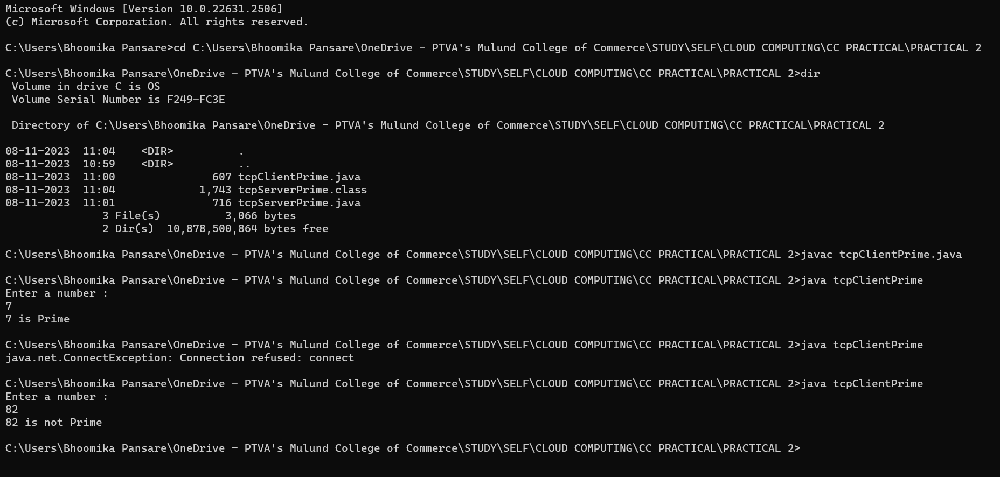 Microsoft Windows [Version 10.0.22631.2506]
(c) Microsoft Corporation. All rights reserved.
C:\Users\Bhoomika Pansare>cd C:\Users\Bhoomika Pansare\OneDrive - PTVA's Mulund College of Commerce\STUDY\SELF\CLOUD COMPUTING\CC PRACTICAL\PRACTICAL 2
C:\Users\Bhoomika Pansare\OneDrive - PTVA's Mulund College of Commerce\STUDY\SELF\CLOUD COMPUTING\CC PRACTICAL\PRACTICAL 2>dir
 Volume in drive C is OS
 Volume Serial Number is F249-FC3E
 Directory of C:\Users\Bhoomika Pansare\OneDrive - PTVA's Mulund College of Commerce\STUDY\SELF\CLOUD COMPUTING\CC PRACTICAL\PRACTICAL 2
08-11-2023  11:04    <DIR>          .
08-11-2023  10:59    <DIR>          ..
08-11-2023  11:00               607 tcpClientPrime.java
08-11-2023  11:04             1,743 tcpServerPrime.class
08-11-2023  11:01               716 tcpServerPrime.java
               3 File(s)          3,066 bytes
               2 Dir(s)  10,878,500,864 bytes free
C:\Users\Bhoomika Pansare\OneDrive - PTVA's Mulund College of Commerce\STUDY\SELF\CLOUD COMPUTING\CC PRACTICAL\PRACTICAL 2>javac tcpClientPrime.java
C:\Users\Bhoomika Pansare\OneDrive - PTVA's Mulund College of Commerce\STUDY\SELF\CLOUD COMPUTING\CC PRACTICAL\PRACTICAL 2>java tcpClientPrime
Enter a number :
7
7 is Prime
C:\Users\Bhoomika Pansare\OneDrive - PTVA's Mulund College of Commerce\STUDY\SELF\CLOUD COMPUTING\CC PRACTICAL\PRACTICAL 2>java tcpClientPrime
java.net.ConnectException: Connection refused: connect
C:\Users\Bhoomika Pansare\OneDrive - PTVA's Mulund College of Commerce\STUDY\SELF\CLOUD COMPUTING\CC PRACTICAL\PRACTICAL 2>java tcpClientPrime
Enter a number :
82
82 is not Prime
C:\Users\Bhoomika Pansare\OneDrive - PTVA's Mulund College of Commerce\STUDY\SELF\CLOUD COMPUTING\CC PRACTICAL\PRACTICAL 2>